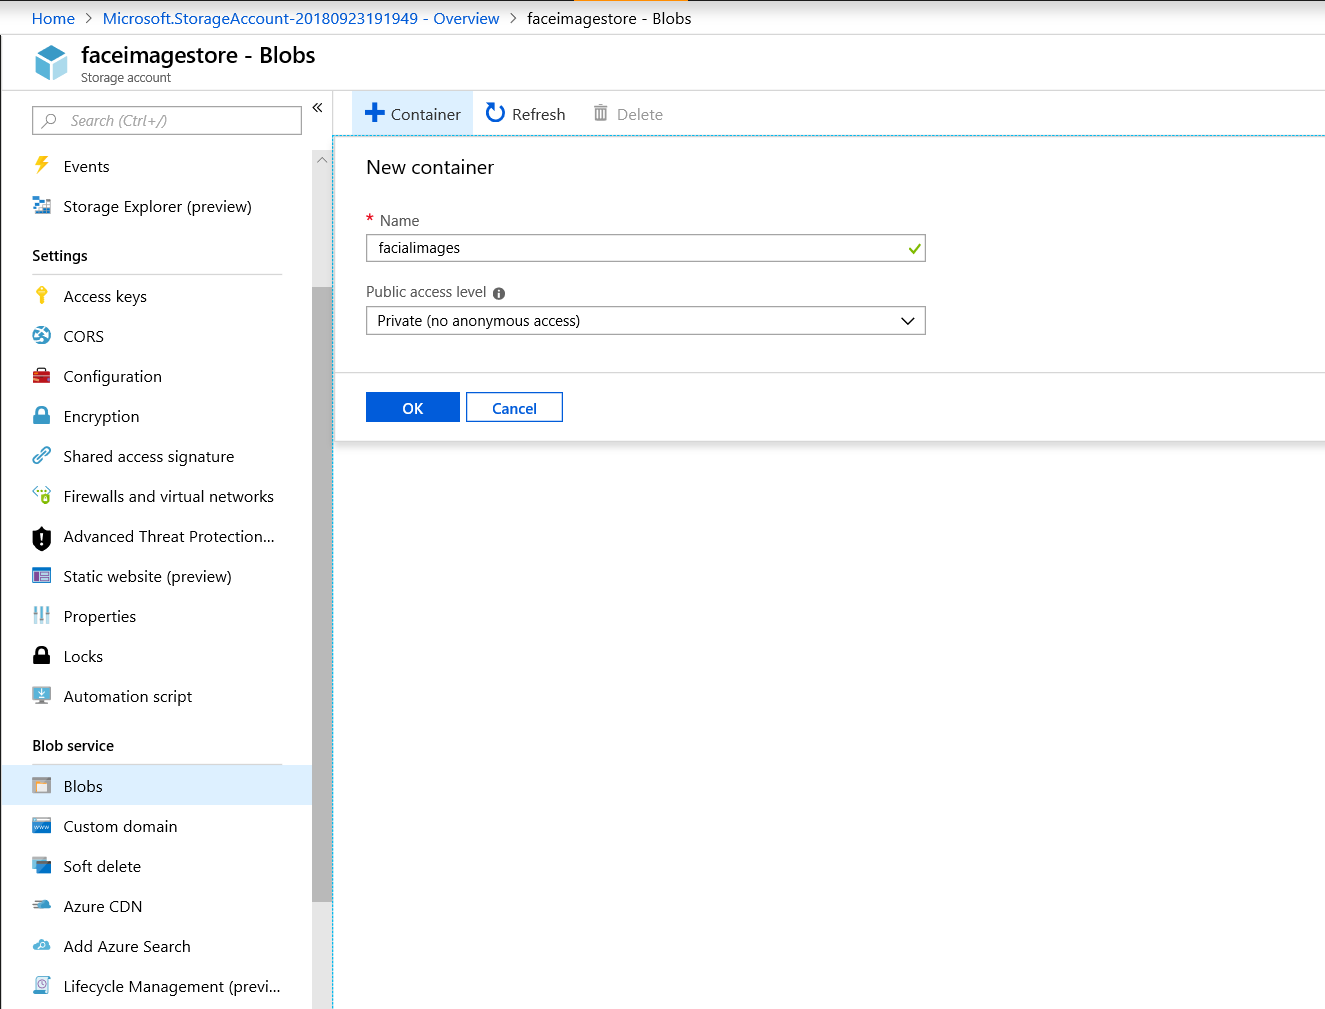 Home > Microsoft.StorageAccount-20180923191949 - Overview > faceimagestore - Blobs
faceimagestore - Blobs
Storage account
Search (Ctrl+/)
«
Events
Storage Explorer (preview)
Settings
Access keys
CORS
Configuration
Encryption
Shared access signature
Firewalls and virtual networks
Advanced Threat Protection...
Static website (preview)
Properties
Locks
Automation script
Blob service
Blobs
Custom domain
Soft delete
Azure CDN
Add Azure Search
Lifecycle Management (previ...
Container Refresh Delete
New container
* Name
facialimages
Public access level
Private (no anonymous access)
OK Cancel